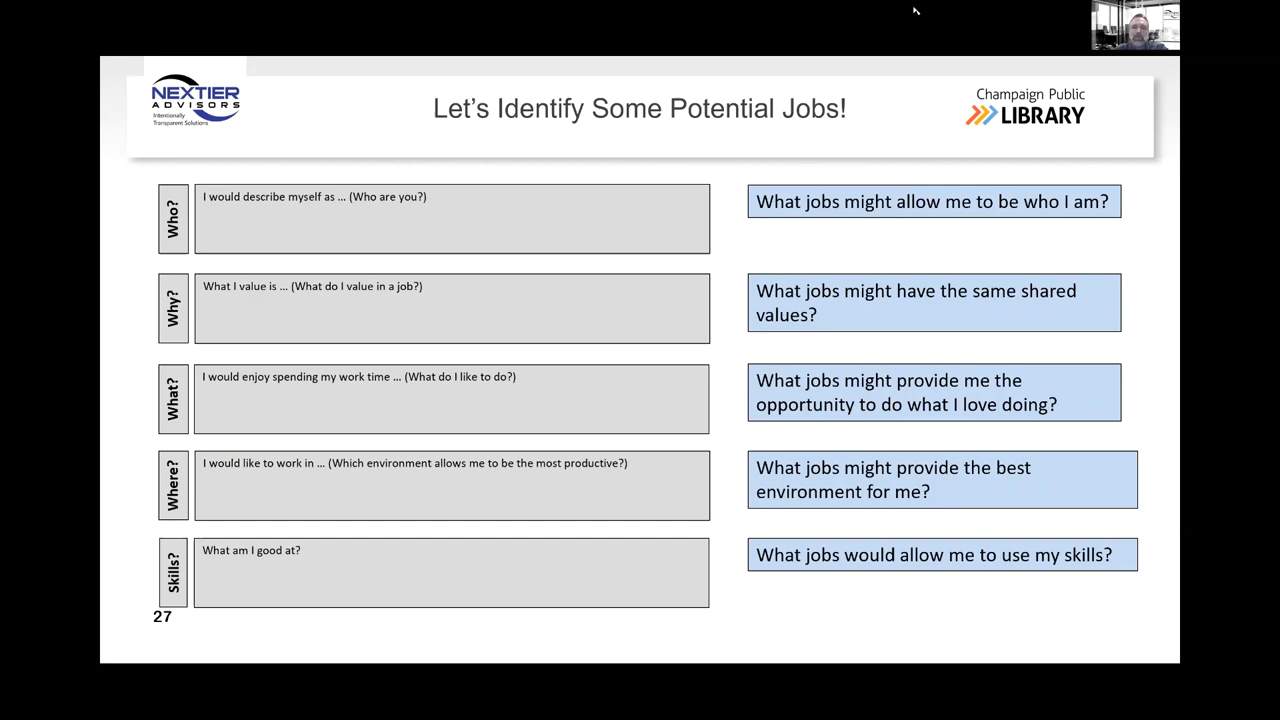 NEXTIER
ADVISORS
Intentionally
Transparent Solutions
Let's Identify Some Potential Jobs!
Champaign Public
LIBRARY
Who?
I would describe myself as ... (Who are you?)
What jobs might allow me to be who I am?
Why?
What I value is ... (What do I value in a job?)
What jobs might have the same shared
values?
What?
I would enjoy spending my work time ... (What do I like to do?)
What jobs might provide me the
opportunity to do what I love doing?
Where?
I would like to work in ... (Which environment allows me to be the most productive?)
What jobs might provide the best
environment for me?
Skills?
What am I good at?
What jobs would allow me to use my skills?
27